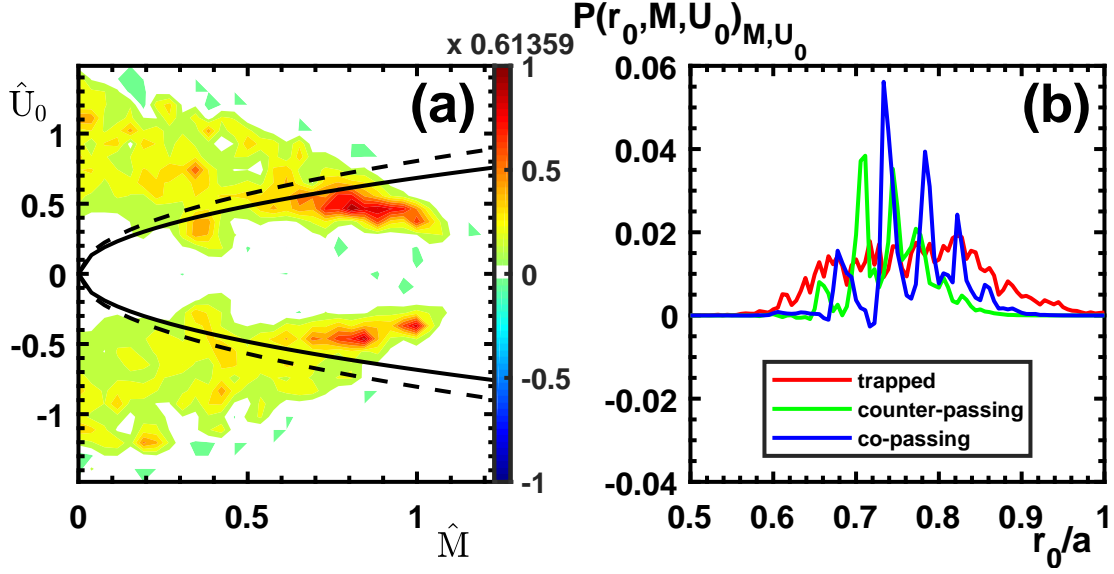 x 0.61359
Û₀
(a)
1
0.5
0
-0.5
-1
1
0.5
0
-0.5
-1
0 0.5 1
M̂
P(r₀,M,U₀)M,U₀
(b)
0.06
0.04
0.02
0
-0.02
-0.04
trapped
counter-passing
co-passing
0.5 0.6 0.7 0.8 0.9 1
r₀/a